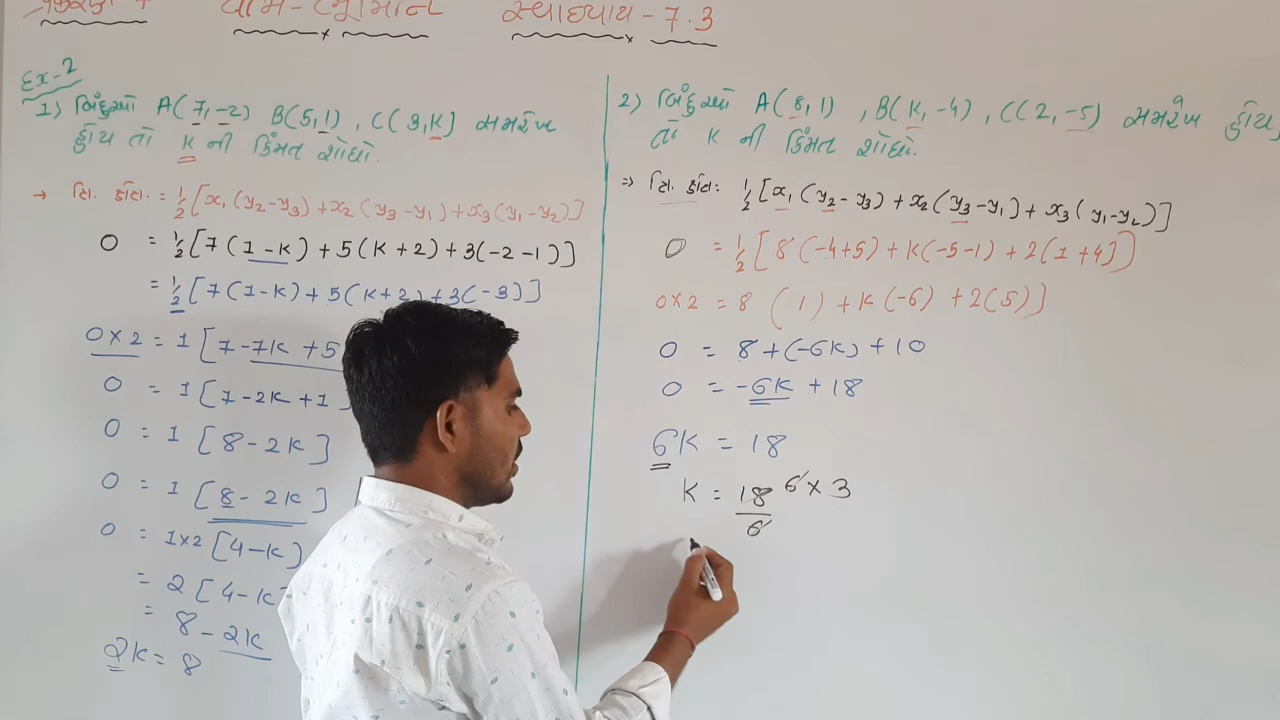 યામ-ભૂમિતિ સ્વાધ્યાય - 7.3
Ex-2
1) બિંદુઓ A(7,-2) B(5,1), C(3,K) સમરેખ
હોય તો K ની કિંમત શોધો.
→ ત્રિ. ક્ષેત્ર. = 1/2 [x₁(y₂-y₃)+x₂(y₃-y₁)+x₃(y₁-y₂)]
0 = 1/2 [7(1-K)+5(K+2)+3(-2-1)]
= 1/2 [7(1-K)+5(K+2)+3(-3)]
0×2 = 1[7-7K+5
0 = 1[7-2K+1]
0 = 1 [8-2K]
0 = 1 [8-2K]
0 = 1×2 [4-K]
= 2 [4-K
= 8-2K
2K = 8
2) બિંદુઓ A(8,1), B(K,-4), C(2,-5) સમરેખ હોય,
તો K ની કિંમત શોધો.
⇒ ત્રિ. ક્ષેત્ર: 1/2 [x₁(y₂-y₃)+x₂(y₃-y₁)+x₃(y₁-y₂)]
0 = 1/2 [8(-4+5)+K(-5-1)+2(1+4)]
0×2 = 8 (1)+K(-6)+2(5)]
0 = 8+(-6K)+10
0 = -6K+18
6K = 18
K = 18/6 6×3